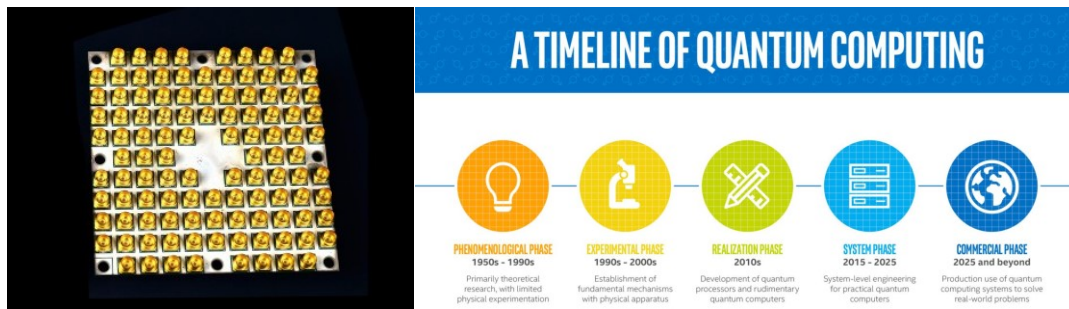 A TIMELINE OF QUANTUM COMPUTING
PHENOMENOLOGICAL PHASE
1950s - 1990s
Primarily theoretical
research, with limited
physical experimentation
EXPERIMENTAL PHASE
1990s - 2000s
Establishment of
fundamental mechanisms
with physical apparatus
REALIZATION PHASE
2010s
Development of quantum
processors and rudimentary
quantum computers
SYSTEM PHASE
2015 - 2025
System-level engineering
for practical quantum
computers
COMMERCIAL PHASE
2025 and beyond
Production use of quantum
computing systems to solve
real-world problems